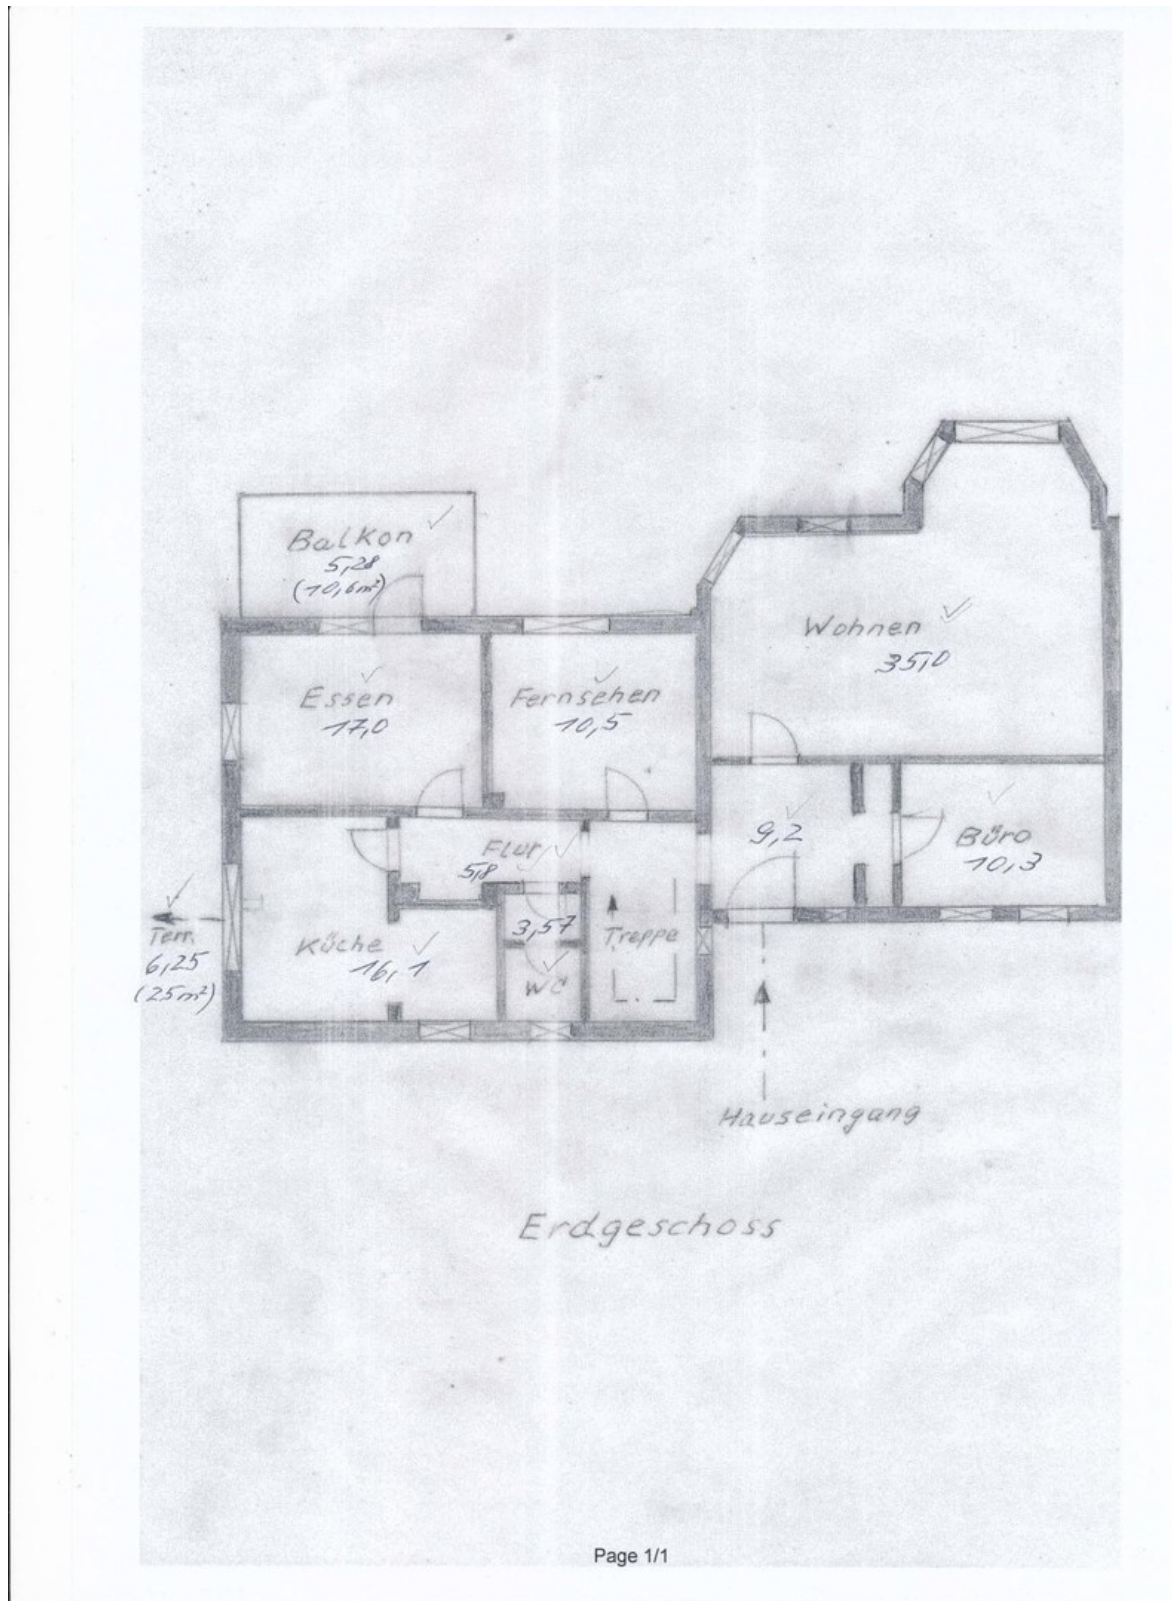 Balkon
5,28
(10,6m²)
Wohnen
35,0
Essen
17,0
Fernsehen
10,5
9,2
Büro
10,3
Flur
5,8
3,57
Treppe
WC
Küche
16,1
Terr.
6,25
(25m²)
Hauseingang
Erdgeschoss
Page 1/1